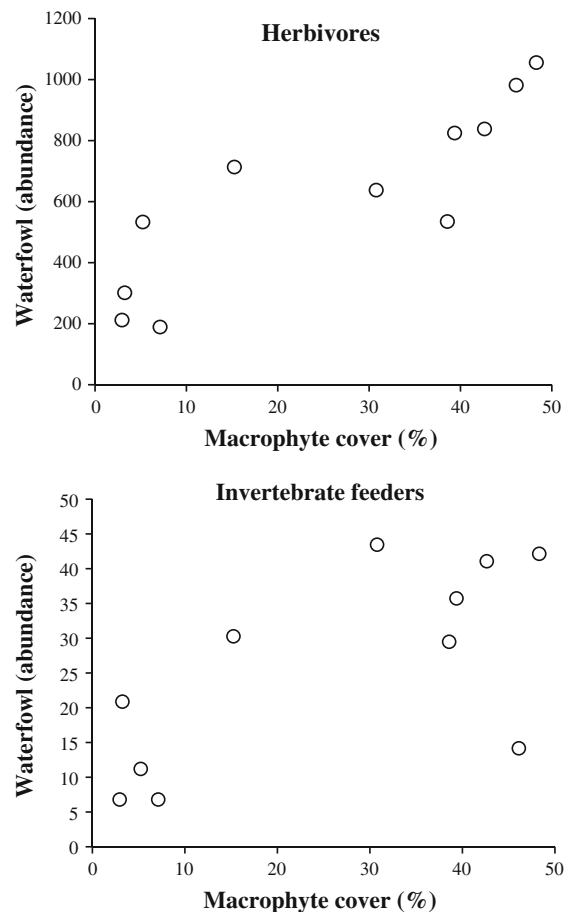 Herbivores
Waterfowl (abundance)
1200
1000
800
600
400
200
0
0 10 20 30 40 50
Macrophyte cover (%)
Invertebrate feeders
Waterfowl (abundance)
50
45
40
35
30
25
20
15
10
5
0
0 10 20 30 40 50
Macrophyte cover (%)